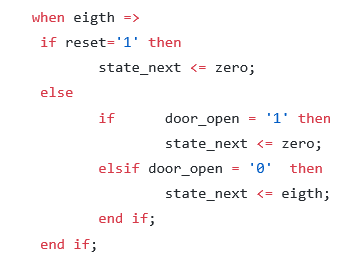 when eigth =>
if reset='1' then
state_next <= zero;
else
if door_open = '1' then
state_next <= zero;
elsif door_open = '0' then
state_next <= eigth;
end if;
end if;